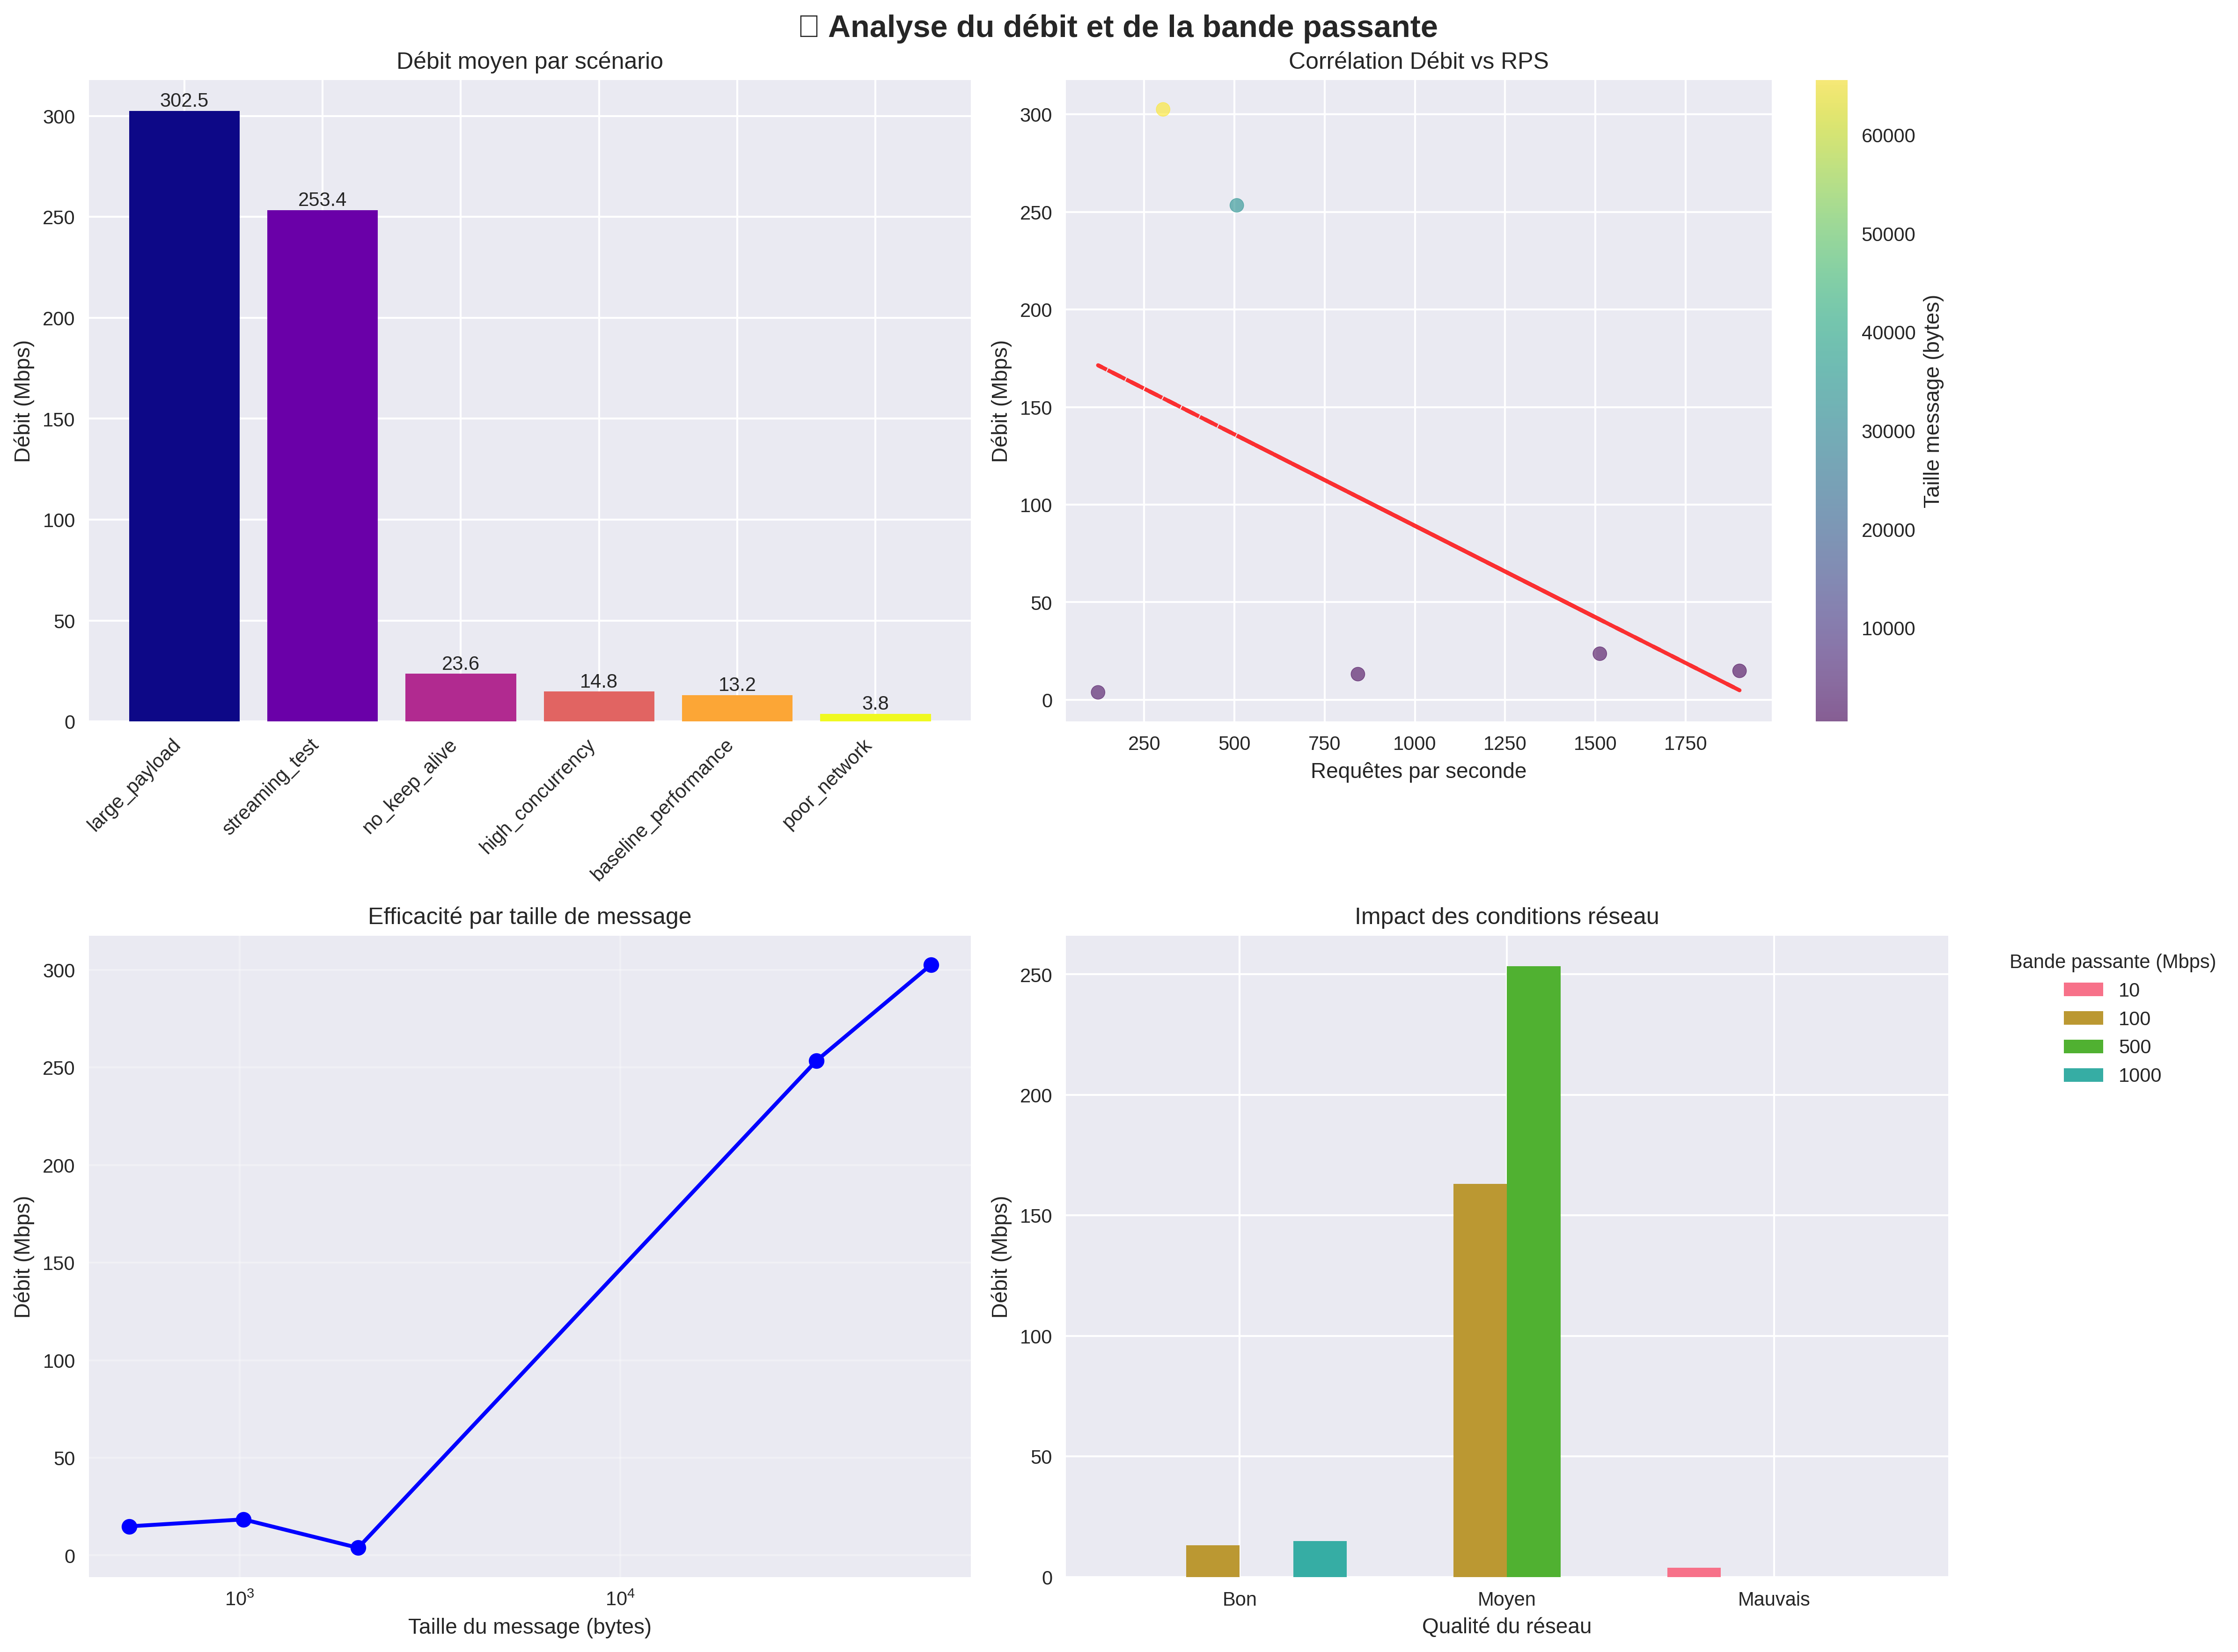 Analyse du débit et de la bande passante
Débit moyen par scénario
302.5
253.4
23.6
14.8
13.2
3.8
300
250
200
150
100
50
0
Débit (Mbps)
large_payload
streaming_test
no_keep_alive
high_concurrency
baseline_performance
poor_network
Corrélation Débit vs RPS
300
250
200
150
100
50
0
Débit (Mbps)
250
500
750
1000
1250
1500
1750
Requêtes par seconde
60000
50000
40000
30000
20000
10000
Taille message (bytes)
Efficacité par taille de message
300
250
200
150
100
50
0
Débit (Mbps)
10³
10⁴
Taille du message (bytes)
Impact des conditions réseau
250
200
150
100
50
0
Débit (Mbps)
Bon
Moyen
Mauvais
Qualité du réseau
Bande passante (Mbps)
10
100
500
1000